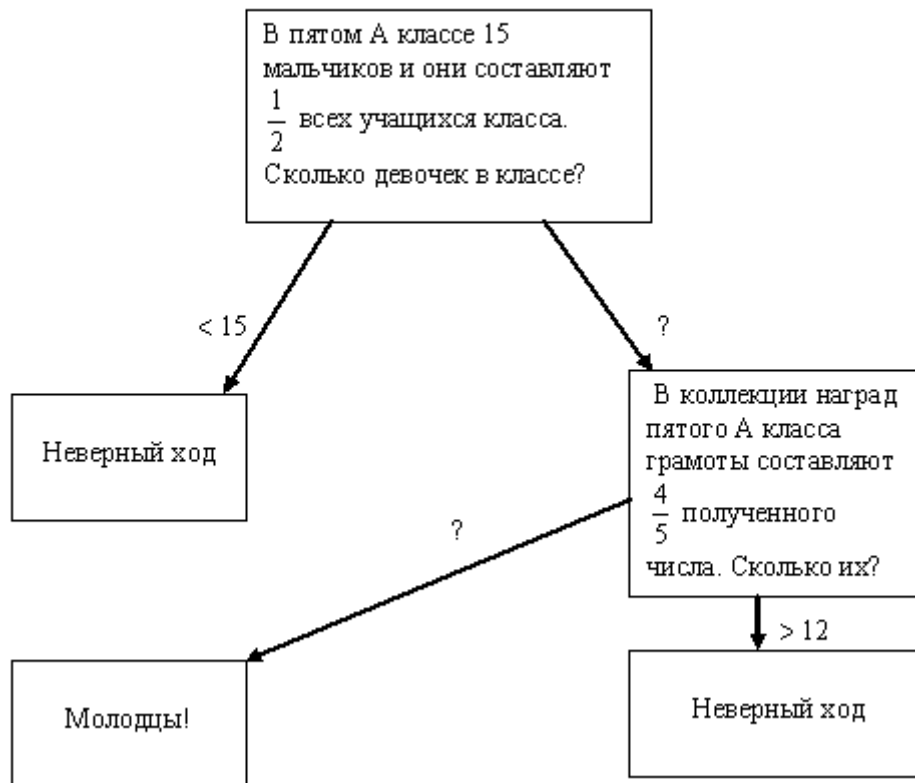 В пятом А классе 15
мальчиков и они составляют
1/2 всех учащихся класса.
Сколько девочек в классе?
< 15
?
Неверный ход
В коллекции наград
пятого А класса
грамоты составляют
4/5 полученного
числа. Сколько их?
?
> 12
Молодцы!
Неверный ход